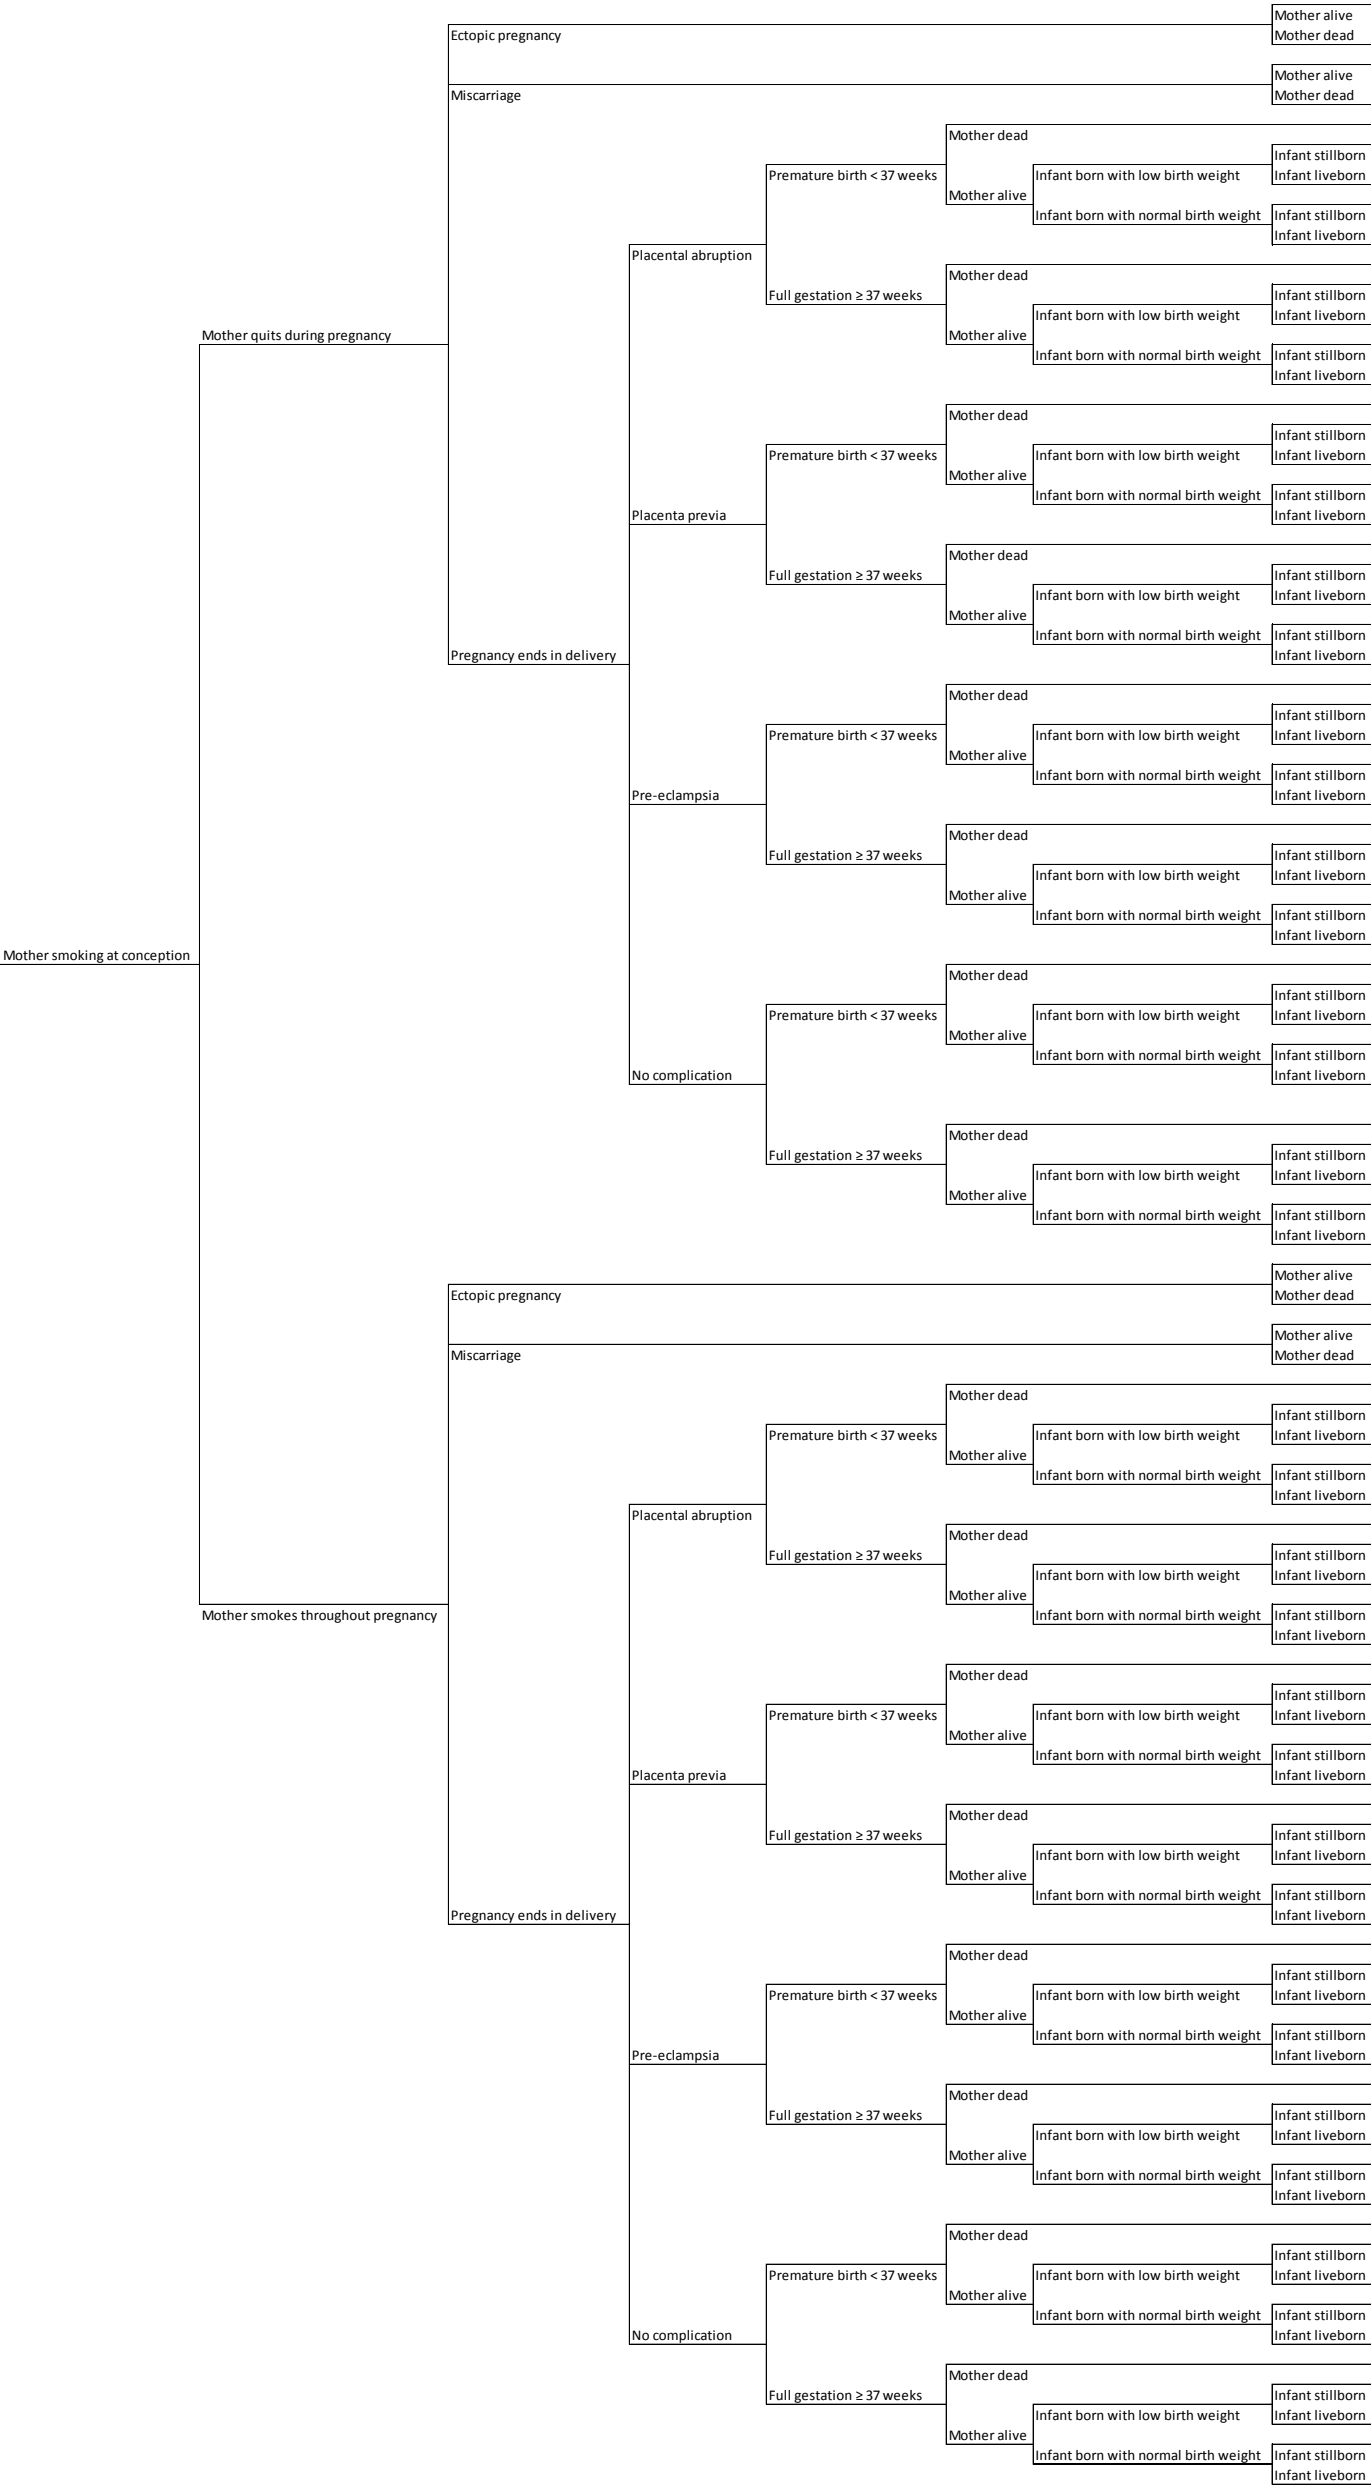 Mother alive
Ectopic pregnancy Mother dead
Mother alive
Miscarriage Mother dead
Mother dead
Infant stillborn
Premature birth < 37 weeks Infant born with low birth weight Infant liveborn
Mother alive
Infant born with normal birth weight Infant stillborn
Infant liveborn
Placental abruption
Mother dead
Full gestation ≥ 37 weeks Infant stillborn
Infant born with low birth weight Infant liveborn
Mother quits during pregnancy Mother alive
Infant born with normal birth weight Infant stillborn
Infant liveborn
Mother dead
Infant stillborn
Premature birth < 37 weeks Infant born with low birth weight Infant liveborn
Mother alive
Infant born with normal birth weight Infant stillborn
Placenta previa Infant liveborn
Mother dead
Full gestation ≥ 37 weeks Infant stillborn
Infant born with low birth weight Infant liveborn
Mother alive
Infant born with normal birth weight Infant stillborn
Pregnancy ends in delivery Infant liveborn
Mother dead
Infant stillborn
Premature birth < 37 weeks Infant born with low birth weight Infant liveborn
Mother alive
Infant born with normal birth weight Infant stillborn
Pre-eclampsia Infant liveborn
Mother dead
Full gestation ≥ 37 weeks Infant stillborn
Infant born with low birth weight Infant liveborn
Mother alive
Infant born with normal birth weight Infant stillborn
Infant liveborn
Mother smoking at conception
Mother dead
Infant stillborn
Premature birth < 37 weeks Infant born with low birth weight Infant liveborn
Mother alive
Infant born with normal birth weight Infant stillborn
No complication Infant liveborn
Mother dead
Full gestation ≥ 37 weeks Infant stillborn
Infant born with low birth weight Infant liveborn
Mother alive
Infant born with normal birth weight Infant stillborn
Infant liveborn
Mother alive
Ectopic pregnancy Mother dead
Mother alive
Miscarriage Mother dead
Mother dead
Infant stillborn
Premature birth < 37 weeks Infant born with low birth weight Infant liveborn
Mother alive
Infant born with normal birth weight Infant stillborn
Infant liveborn
Placental abruption
Mother dead
Full gestation ≥ 37 weeks Infant stillborn
Infant born with low birth weight Infant liveborn
Mother alive
Mother smokes throughout pregnancy Infant born with normal birth weight Infant stillborn
Infant liveborn
Mother dead
Infant stillborn
Premature birth < 37 weeks Infant born with low birth weight Infant liveborn
Mother alive
Infant born with normal birth weight Infant stillborn
Placenta previa Infant liveborn
Mother dead
Full gestation ≥ 37 weeks Infant stillborn
Infant born with low birth weight Infant liveborn
Mother alive
Infant born with normal birth weight Infant stillborn
Pregnancy ends in delivery Infant liveborn
Mother dead
Infant stillborn
Premature birth < 37 weeks Infant born with low birth weight Infant liveborn
Mother alive
Infant born with normal birth weight Infant stillborn
Pre-eclampsia Infant liveborn
Mother dead
Full gestation ≥ 37 weeks Infant stillborn
Infant born with low birth weight Infant liveborn
Mother alive
Infant born with normal birth weight Infant stillborn
Infant liveborn
Mother dead
Infant stillborn
Premature birth < 37 weeks Infant born with low birth weight Infant liveborn
Mother alive
Infant born with normal birth weight Infant stillborn
No complication Infant liveborn
Mother dead
Full gestation ≥ 37 weeks Infant stillborn
Infant born with low birth weight Infant liveborn
Mother alive
Infant born with normal birth weight Infant stillborn
Infant liveborn